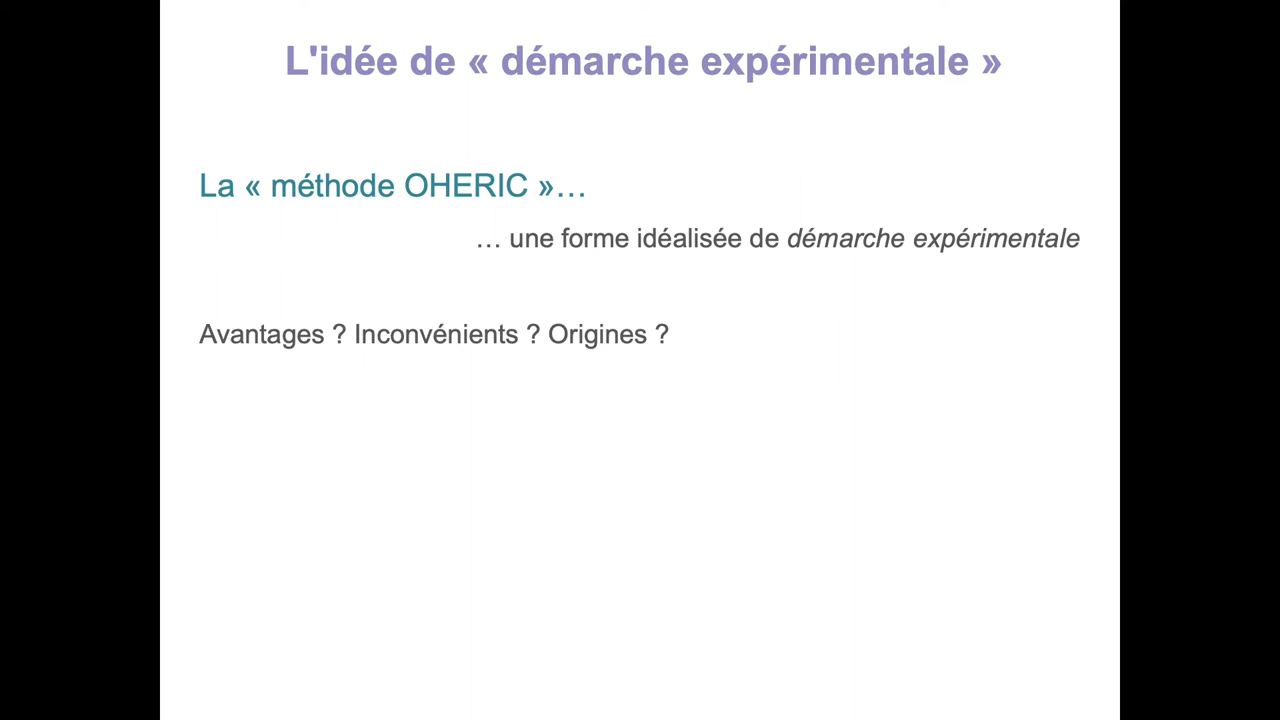 L'idée de « démarche expérimentale »
La « méthode OHERIC »…
… une forme idéalisée de démarche expérimentale
Avantages ? Inconvénients ? Origines ?